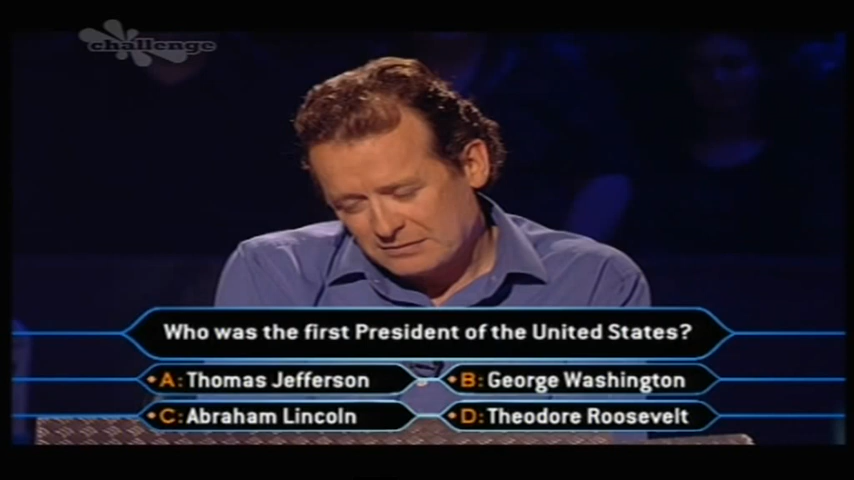 challenge
Who was the first President of the United States?
A: Thomas Jefferson
B: George Washington
C: Abraham Lincoln
D: Theodore Roosevelt